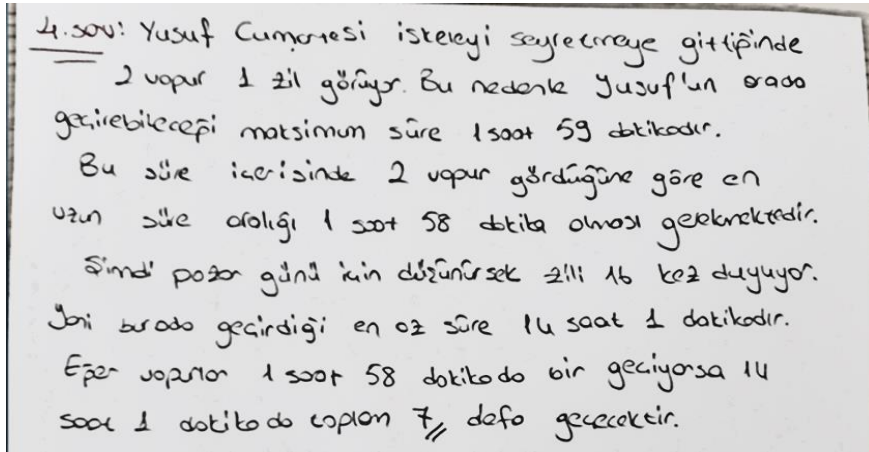 4. soru: Yusuf Cumartesi iskeleyi seyretmeye gittiğinde
2 vapur 1 zil görüyor. Bu nedenle Yusuf'un orada
geçirebileceği maksimum süre 1 saat 59 dakikadır.
Bu süre içerisinde 2 vapur gördüğüne göre en
uzun süre aralığı 1 saat 58 dakika olması gerekmektedir.
Şimdi pazar günü için düşünürsek zili 16 kez duyuyor.
Yani burada geçirdiği en az süre 14 saat 1 dakikadır.
Eğer vapurlar 1 saat 58 dakikada bir geçiyorsa 14
saat 1 dakikada toplam 7 defa geçecektir.